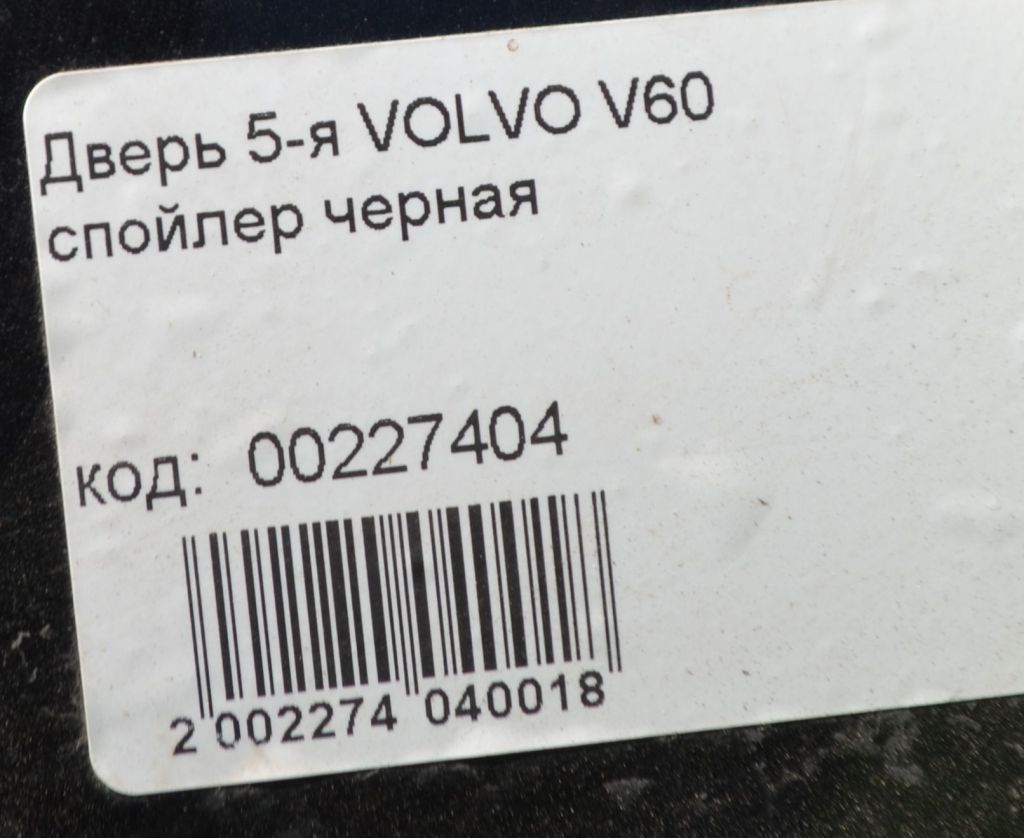 Дверь 5-я VOLVO V60
спойлер черная
код: 00227404
2 002274 040018